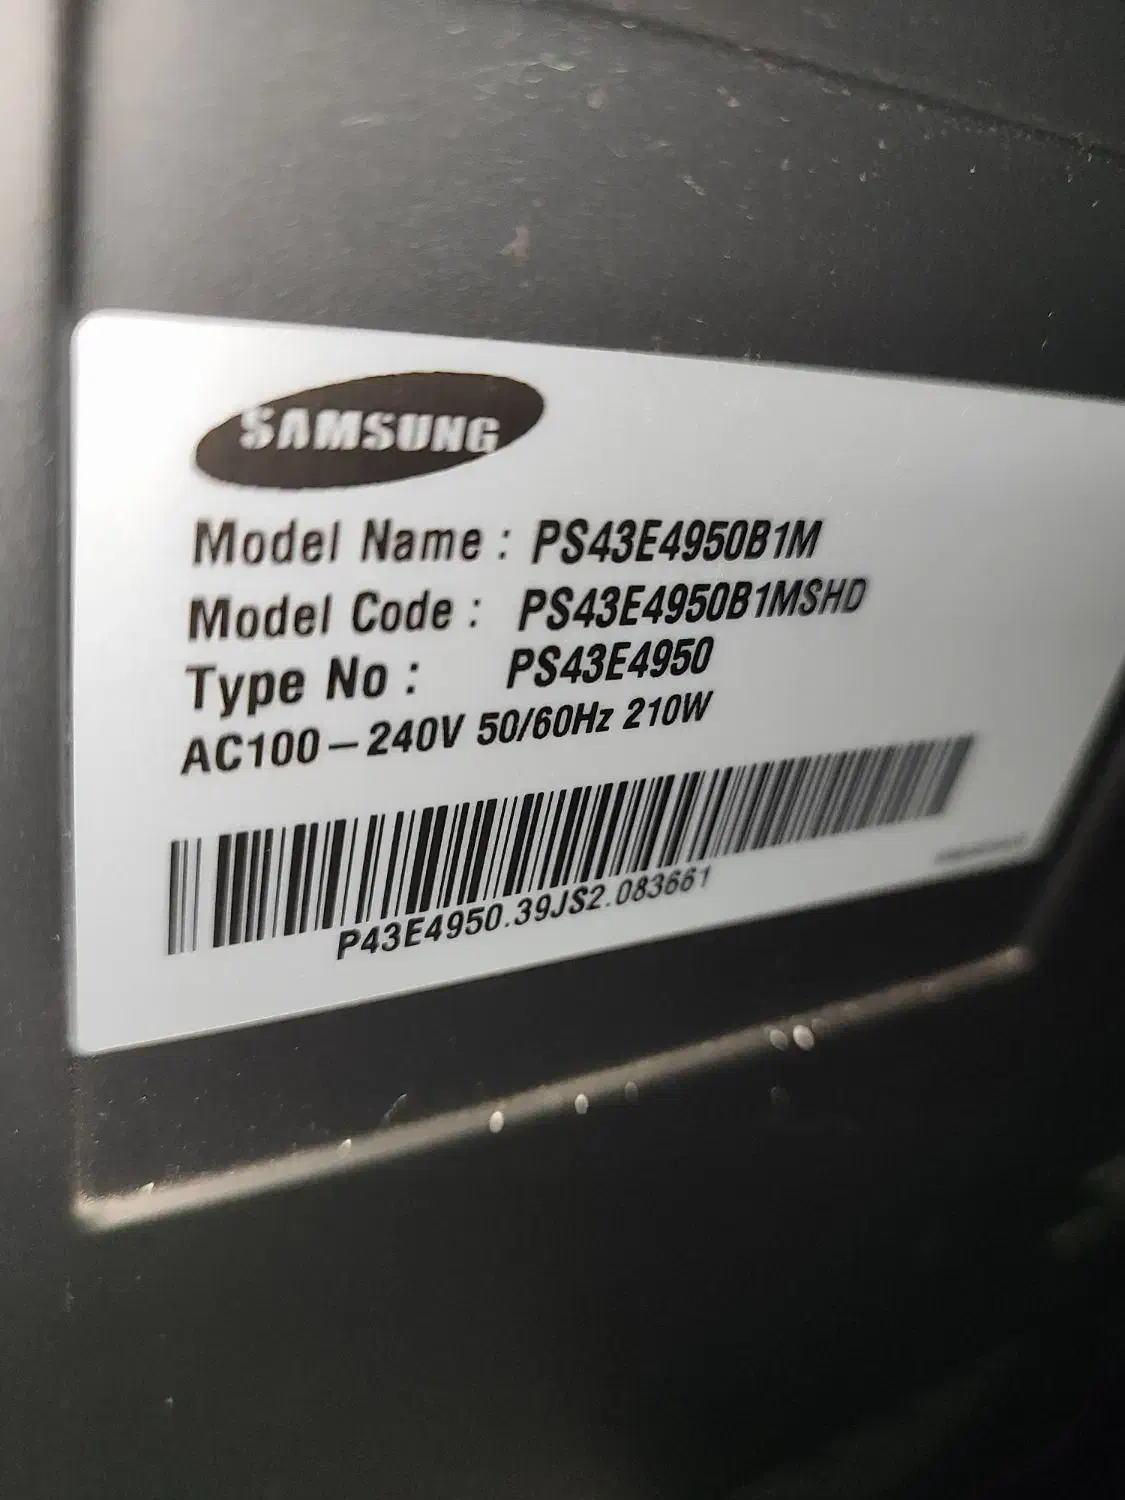 SAMSUNG
Model Name : PS43E4950B1M
Model Code : PS43E4950B1MSHD
Type No : PS43E4950
AC100-240V 50/60Hz 210W
P43E4950.39JS2.083661